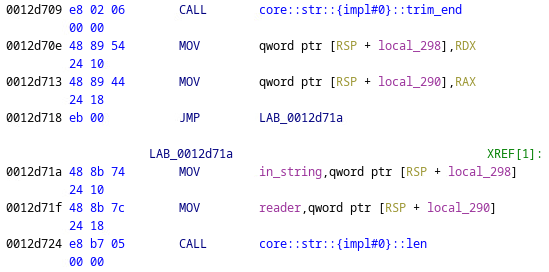 0012d709 e8 02 06 CALL core::str::{impl#0}::trim_end
00 00
0012d70e 48 89 54 MOV qword ptr [RSP + local_298],RDX
24 10
0012d713 48 89 44 MOV qword ptr [RSP + local_290],RAX
24 18
0012d718 eb 00 JMP LAB_0012d71a
LAB_0012d71a XREF[1]:
0012d71a 48 8b 74 MOV in_string,qword ptr [RSP + local_298]
24 10
0012d71f 48 8b 7c MOV reader,qword ptr [RSP + local_290]
24 18
0012d724 e8 b7 05 CALL core::str::{impl#0}::len
00 00